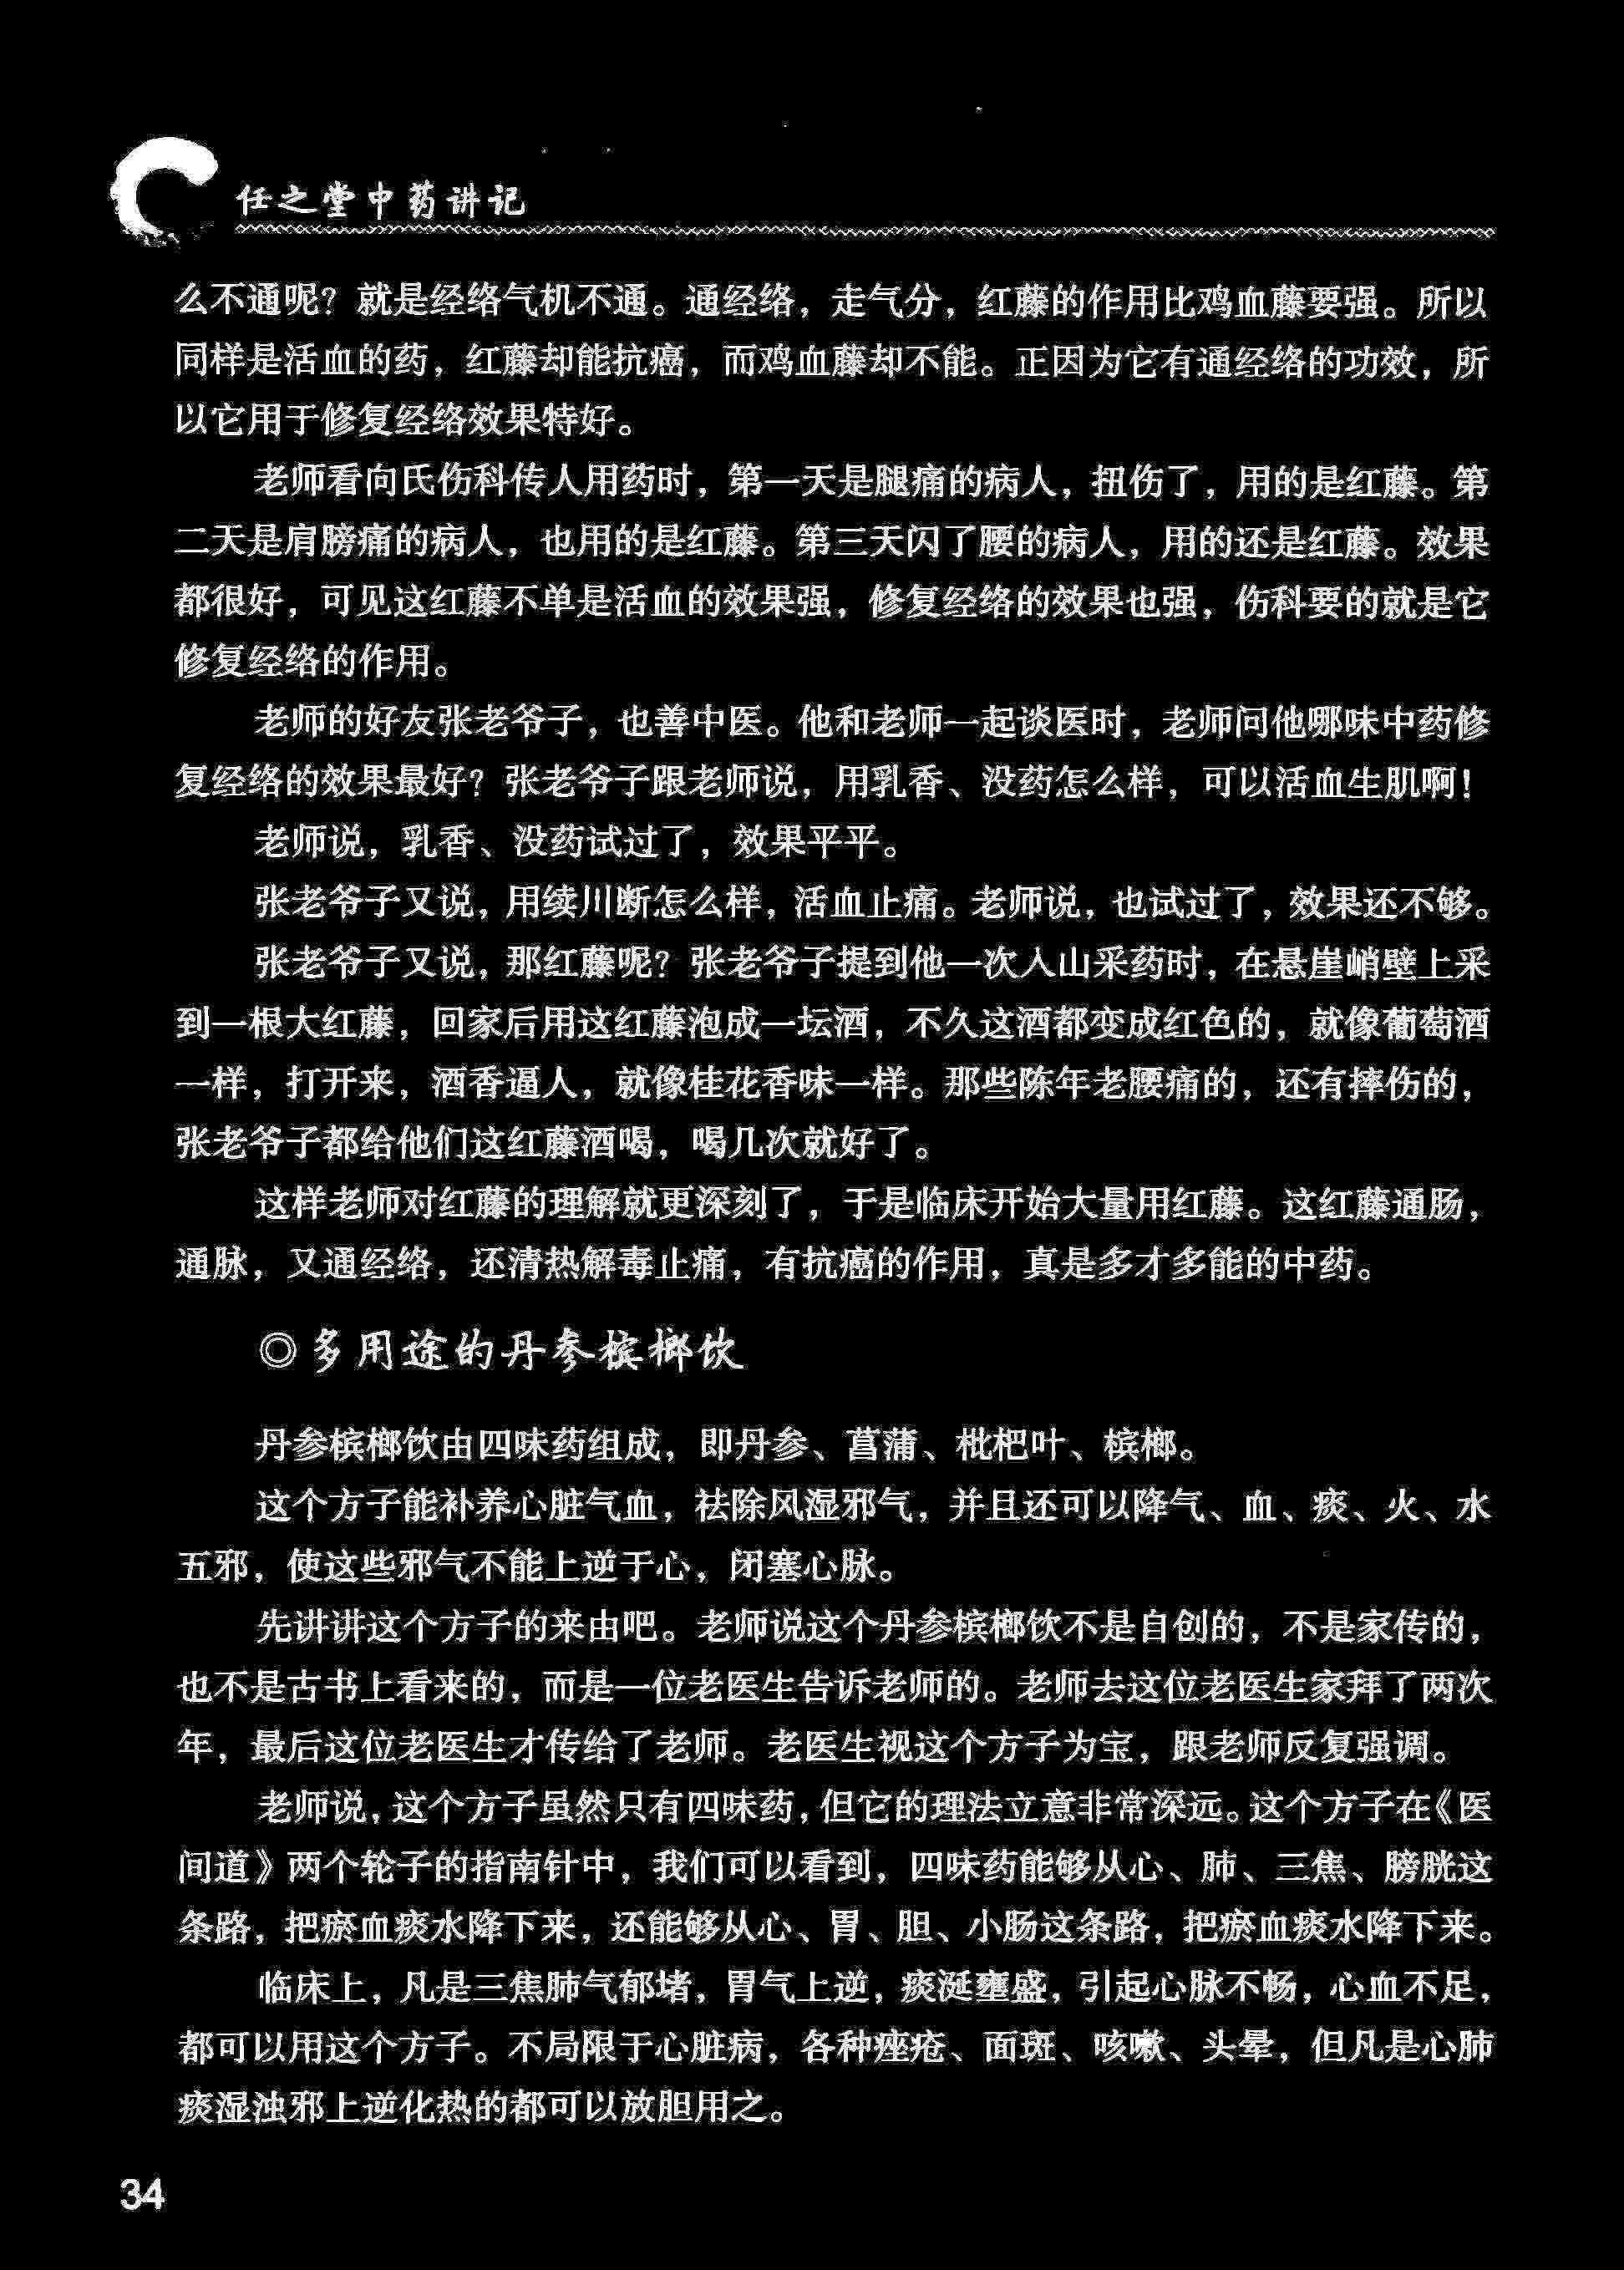 任之堂中药讲记
么不通呢？就是经络气机不通。通经络，走气分，红藤的作用比鸡血藤要强。所以
同样是活血的药，红藤却能抗癌，而鸡血藤却不能。正因为它有通经络的功效，所
以它用于修复经络效果特好。
老师看向氏伤科传人用药时，第一天是腿痛的病人，扭伤了，用的是红藤。第
二天是肩膀痛的病人，也用的是红藤。第三天闪了腰的病人，用的还是红藤。效果
都很好，可见这红藤不单是活血的效果强，修复经络的效果也强，伤科要的就是它
修复经络的作用。
老师的好友张老爷子，也善中医。他和老师一起谈医时，老师问他哪味中药修
复经络的效果最好？张老爷子跟老师说，用乳香、没药怎么样，可以活血生肌啊！
老师说，乳香、没药试过了，效果平平。
张老爷子又说，用续川断怎么样，活血止痛。老师说，也试过了，效果还不够。
张老爷子又说，那红藤呢？张老爷子提到他一次入山采药时，在悬崖峭壁上采
到一根大红藤，回家后用这红藤泡成一坛酒，不久这酒都变成红色的，就像葡萄酒
一样，打开来，酒香逼人，就像桂花香味一样。那些陈年老腰痛的，还有摔伤的，
张老爷子都给他们这红藤酒喝，喝几次就好了。
这样老师对红藤的理解就更深刻了，于是临床开始大量用红藤。这红藤通肠，
通脉，又通经络，还清热解毒止痛，有抗癌的作用，真是多才多能的中药。
◎多用途的丹参槟榔饮
丹参槟榔饮由四味药组成，即丹参、菖蒲、枇杷叶、槟榔。
这个方子能补养心脏气血，祛除风湿邪气，并且还可以降气、血、痰、火、水
五邪，使这些邪气不能上逆于心，闭塞心脉。
先讲讲这个方子的来由吧。老师说这个丹参槟榔饮不是自创的，不是家传的，
也不是古书上看来的，而是一位老医生告诉老师的。老师去这位老医生家拜了两次
年，最后这位老医生才传给了老师。老医生视这个方子为宝，跟老师反复强调。
老师说，这个方子虽然只有四味药，但它的理法立意非常深远。这个方子在《医
间道》两个轮子的指南针中，我们可以看到，四味药能够从心、肺、三焦、膀胱这
条路，把瘀血痰水降下来，还能够从心、胃、胆、小肠这条路，把瘀血痰水降下来。
临床上，凡是三焦肺气郁堵，胃气上逆，痰涎壅盛，引起心脉不畅，心血不足，
都可以用这个方子。不局限于心脏病，各种痤疮、面斑、咳嗽、头晕，但凡是心肺
痰湿浊邪上逆化热的都可以放胆用之。
34